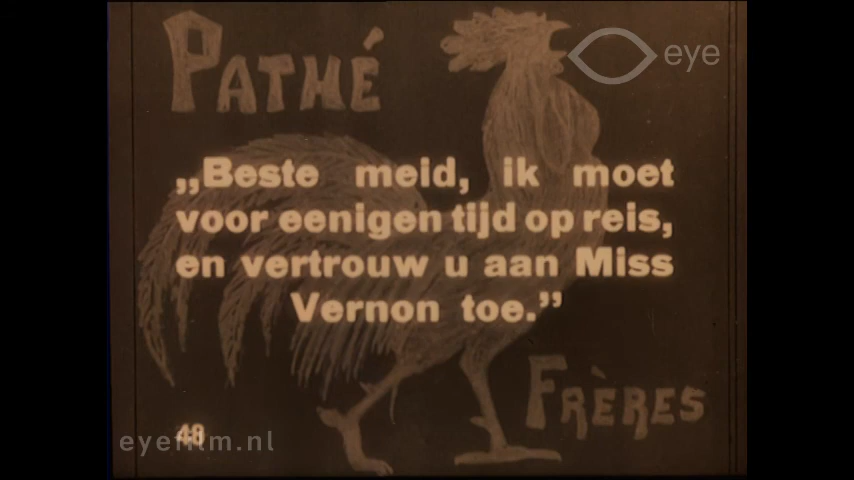 PATHÉ
eye
„Beste meid, ik moet
voor eenigen tijd op reis,
en vertrouw u aan Miss
Vernon toe.”
FRÈRES
48
eyefilm.nl